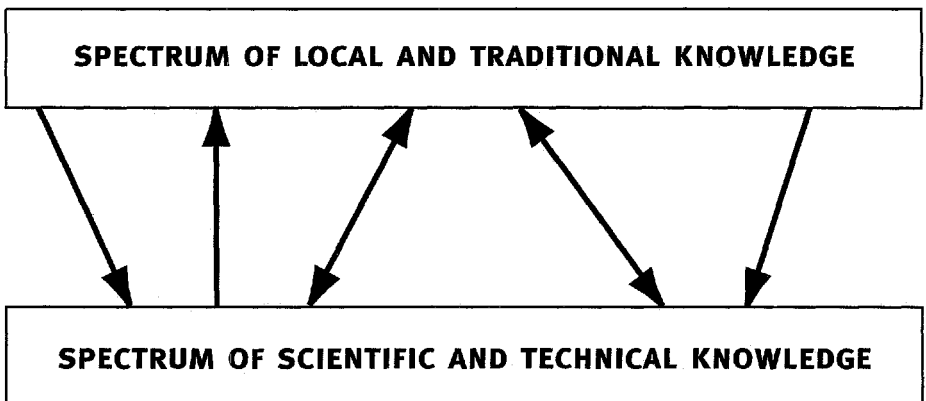 SPECTRUM OF LOCAL AND TRADITIONAL KNOWLEDGE
SPECTRUM OF SCIENTIFIC AND TECHNICAL KNOWLEDGE